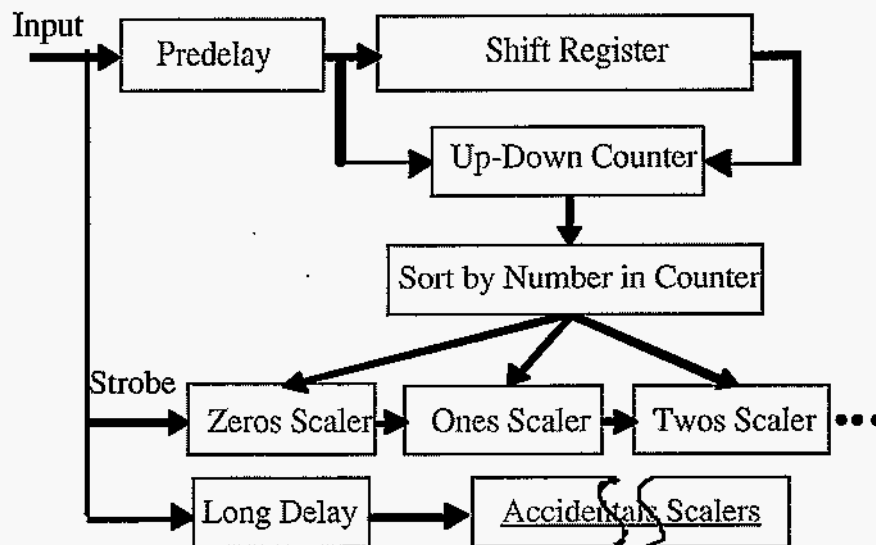 Input
Predelay
Shift Register
Up-Down Counter
Sort by Number in Counter
Strobe
Zeros Scaler
Ones Scaler
Twos Scaler
Long Delay
Accidentals Scalers